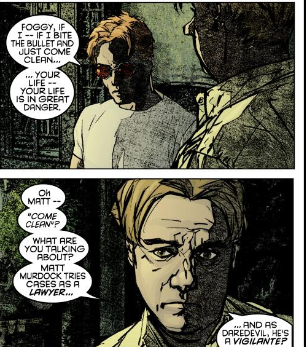 FOGGY, IF
I -- IF I BITE
THE BULLET AND
JUST COME
CLEAN...
... YOUR
LIFE --
YOUR LIFE
IS IN GREAT
DANGER.
OH
MATT --
"COME
CLEAN"?
WHAT ARE
YOU TALKING
ABOUT?
MATT
MURDOCK TRIES
CASES AS A
LAWYER...
... AND AS
DAREDEVIL, HE'S
A VIGILANTE?